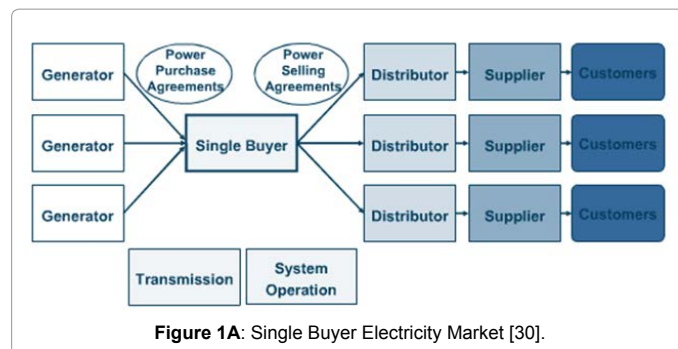 Power
Purchase
Agreements
Power
Selling
Agreements
Generator
Distributor
Supplier
Customers
Generator
Single Buyer
Distributor
Supplier
Customers
Generator
Distributor
Supplier
Customers
Transmission
System
Operation
Figure 1A: Single Buyer Electricity Market [30].